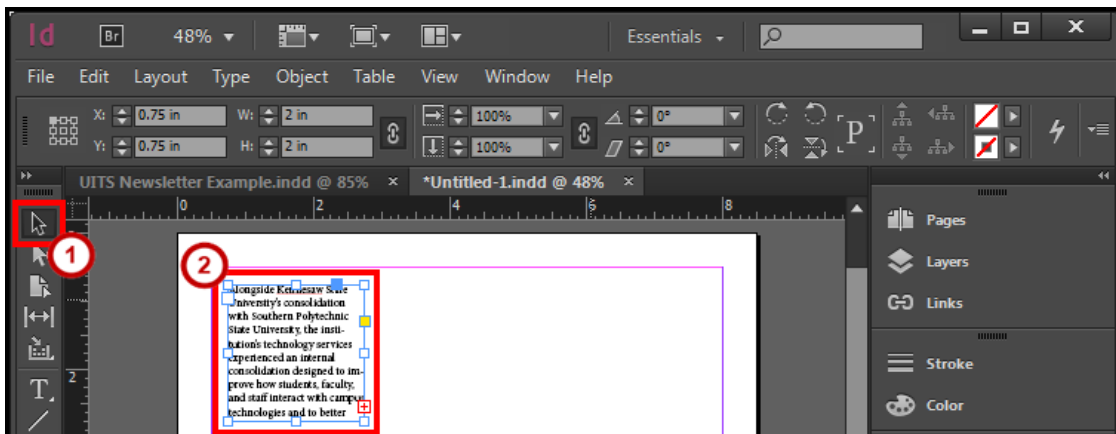 Id Br 48% Essentials
File Edit Layout Type Object Table View Window Help
X: 0.75 in W: 2 in 100% 0° P
Y: 0.75 in H: 2 in 100% 0°
UITS Newsletter Example.indd @ 85% × *Untitled-1.indd @ 48% ×
0 2 4 6 8
1
2
Pages
Layers
Links
Stroke
Color
T
2
Alongside Kennesaw State
University's consolidation
with Southern Polytechnic
State University, the insti-
tution's technology services
experienced an internal
consolidation designed to im-
prove how students, faculty,
and staff interact with campus
technologies and to better